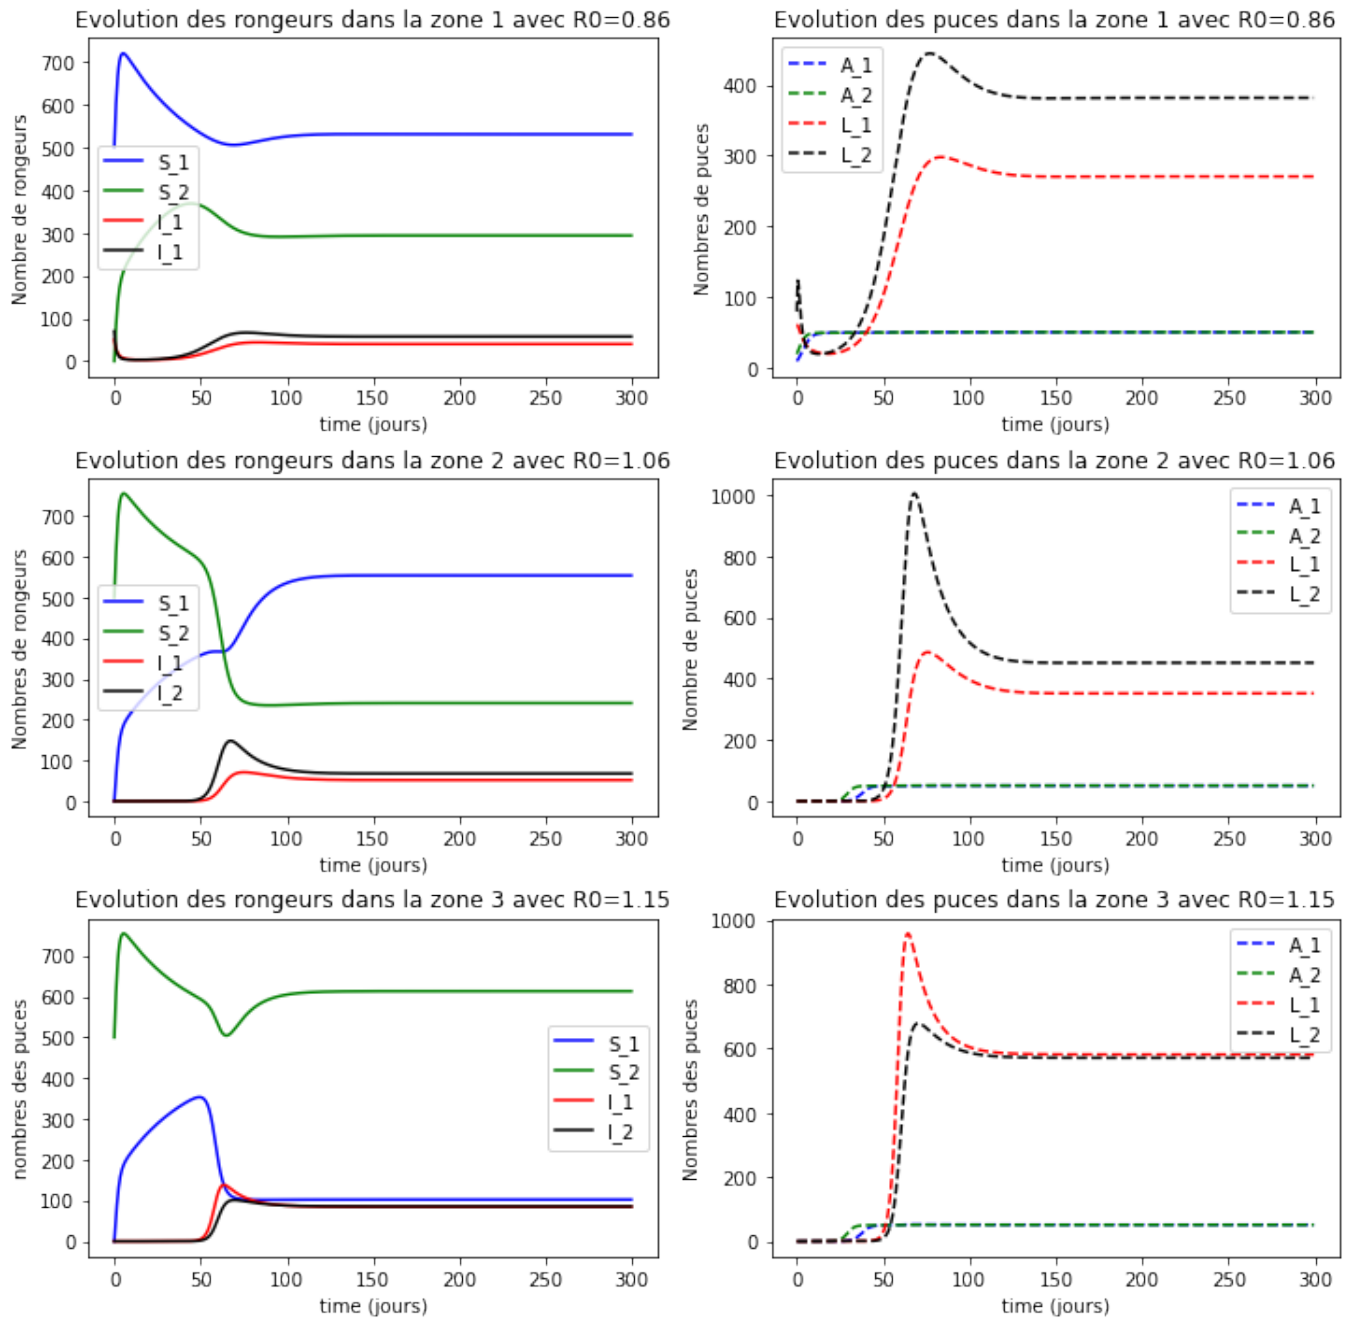 Evolution des rongeurs dans la zone 1 avec R0=0.86
Nombre de rongeurs
700
600
500
400
300
200
100
0
S_1
S_2
I_1
I_1
0 50 100 150 200 250 300
time (jours)
Evolution des puces dans la zone 1 avec R0=0.86
Nombres de puces
400
300
200
100
0
A_1
A_2
L_1
L_2
0 50 100 150 200 250 300
time (jours)
Evolution des rongeurs dans la zone 2 avec R0=1.06
Nombres de rongeurs
700
600
500
400
300
200
100
0
S_1
S_2
I_1
I_2
0 50 100 150 200 250 300
time (jours)
Evolution des puces dans la zone 2 avec R0=1.06
Nombre de puces
1000
800
600
400
200
0
A_1
A_2
L_1
L_2
0 50 100 150 200 250 300
time (jours)
Evolution des rongeurs dans la zone 3 avec R0=1.15
nombres des puces
700
600
500
400
300
200
100
0
S_1
S_2
I_1
I_2
0 50 100 150 200 250 300
time (jours)
Evolution des puces dans la zone 3 avec R0=1.15
Nombres des puces
1000
800
600
400
200
0
A_1
A_2
L_1
L_2
0 50 100 150 200 250 300
time (jours)